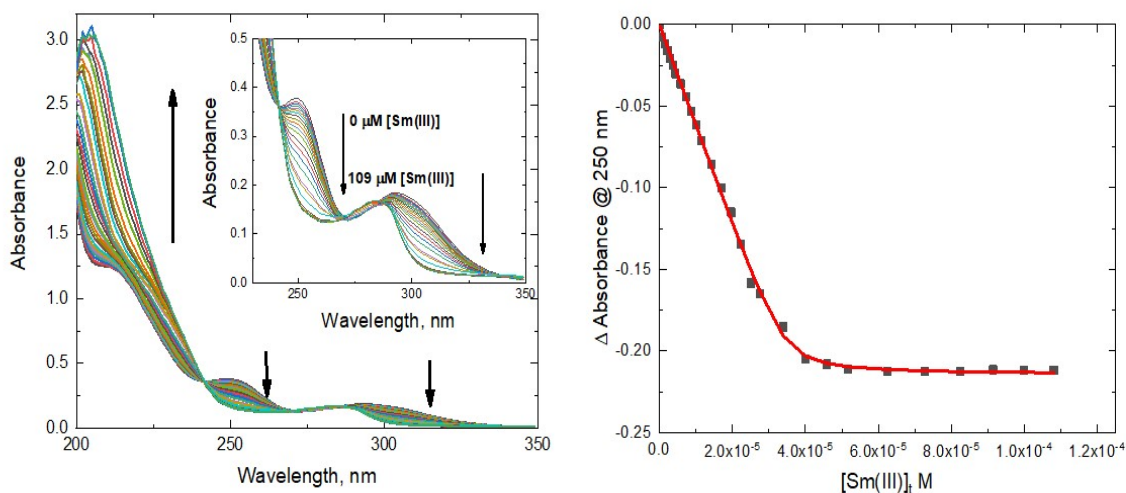 3.0
2.5
2.0
1.5
1.0
0.5
0.0
Absorbance
200
250
300
350
Wavelength, nm
0.5
0.4
0.3
0.2
0.1
0.0
Absorbance
0 µM [Sm(III)]
109 µM [Sm(III)]
250
300
350
Wavelength, nm
0.00
-0.05
-0.10
-0.15
-0.20
-0.25
Δ Absorbance @ 250 nm
0.0
2.0x10⁻⁵
4.0x10⁻⁵
6.0x10⁻⁵
8.0x10⁻⁵
1.0x10⁻⁴
1.2x10⁻⁴
[Sm(III)]ₜ M